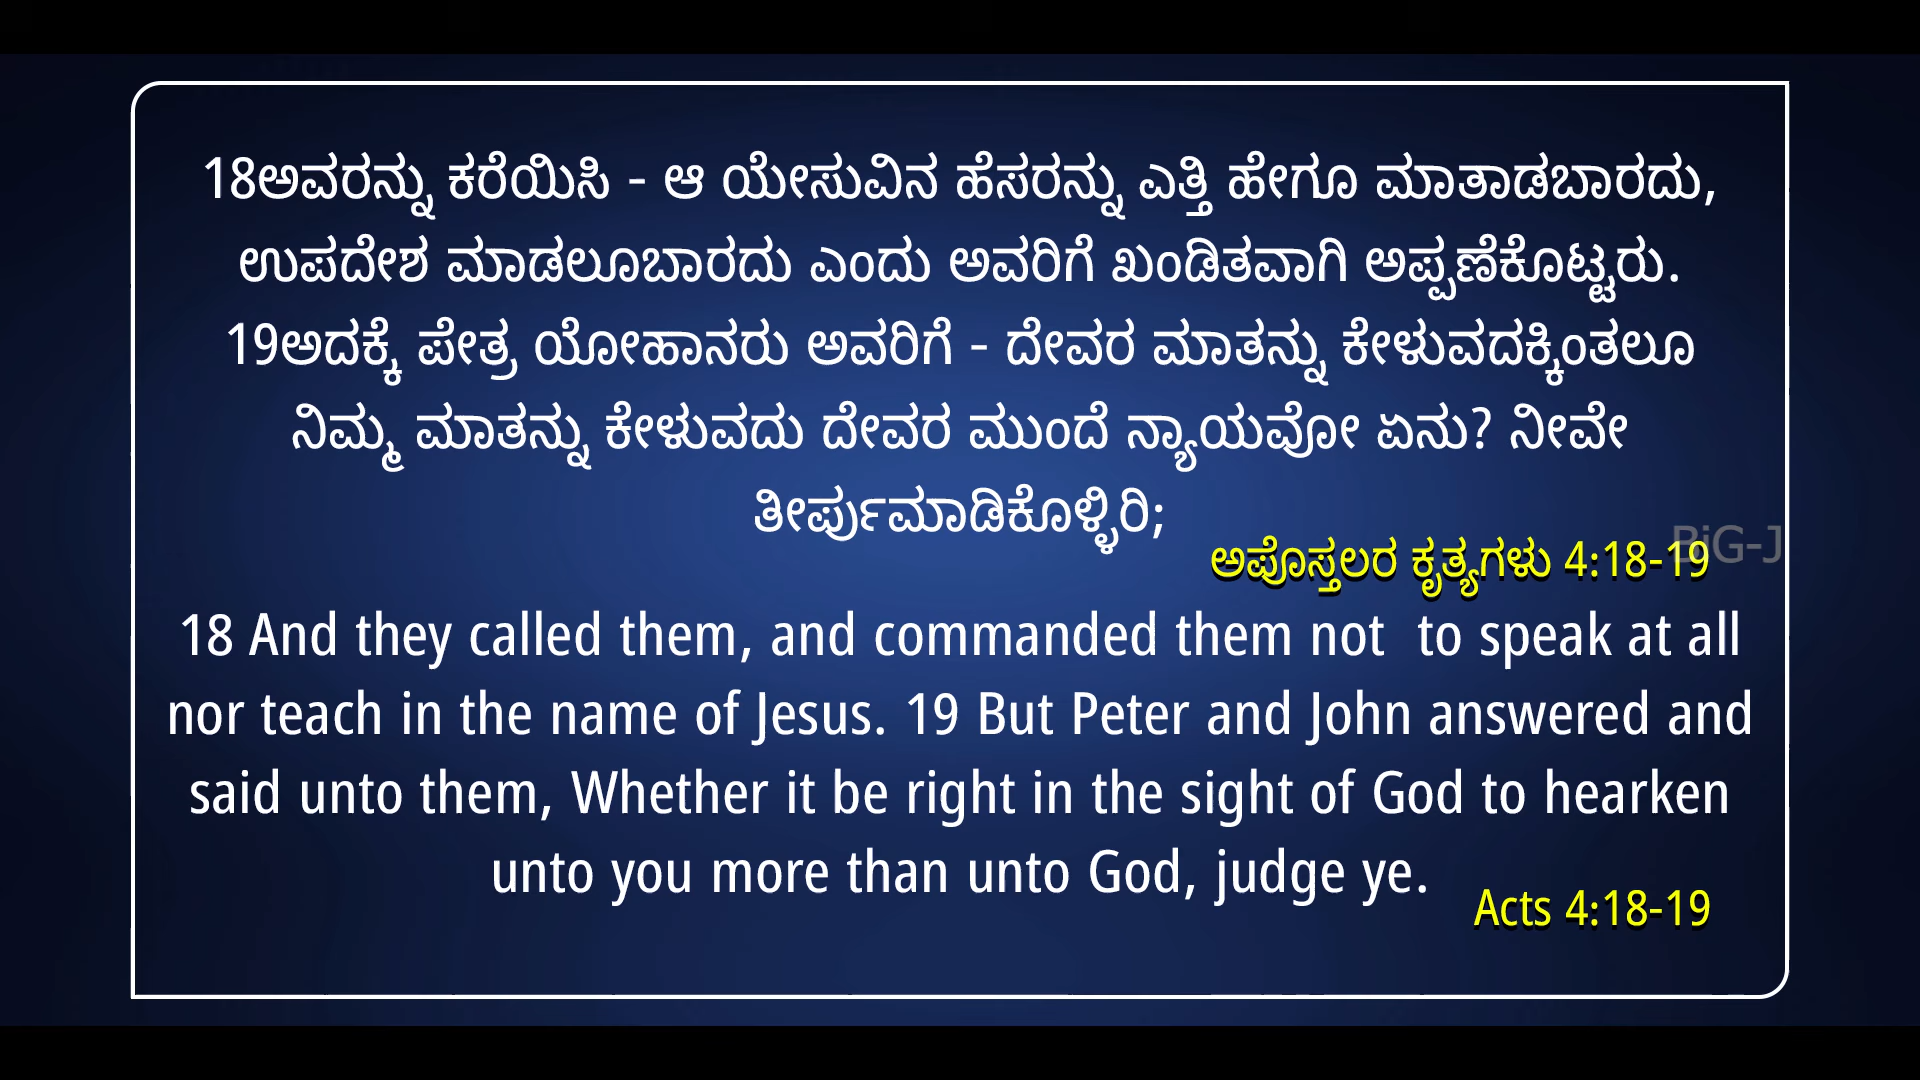 18ಅವರನ್ನು ಕರೆಯಿಸಿ - ಆ ಯೇಸುವಿನ ಹೆಸರನ್ನು ಎತ್ತಿ ಹೇಗೂ ಮಾತಾಡಬಾರದು,
ಉಪದೇಶ ಮಾಡಲೂಬಾರದು ಎಂದು ಅವರಿಗೆ ಖಂಡಿತವಾಗಿ ಅಪ್ಪಣೆಕೊಟ್ಟರು.
19ಅದಕ್ಕೆ ಪೇತ್ರ ಯೋಹಾನರು ಅವರಿಗೆ - ದೇವರ ಮಾತನ್ನು ಕೇಳುವದಕ್ಕಿಂತಲೂ
ನಿಮ್ಮ ಮಾತನ್ನು ಕೇಳುವದು ದೇವರ ಮುಂದೆ ನ್ಯಾಯವೋ ಏನು? ನೀವೇ
ತೀರ್ಪುಮಾಡಿಕೊಳ್ಳಿರಿ;
BiG-J
ಅಪೊಸ್ತಲರ ಕೃತ್ಯಗಳು 4:18-19
18 And they called them, and commanded them not  to speak at all
nor teach in the name of Jesus. 19 But Peter and John answered and
said unto them, Whether it be right in the sight of God to hearken
unto you more than unto God, judge ye.
Acts 4:18-19